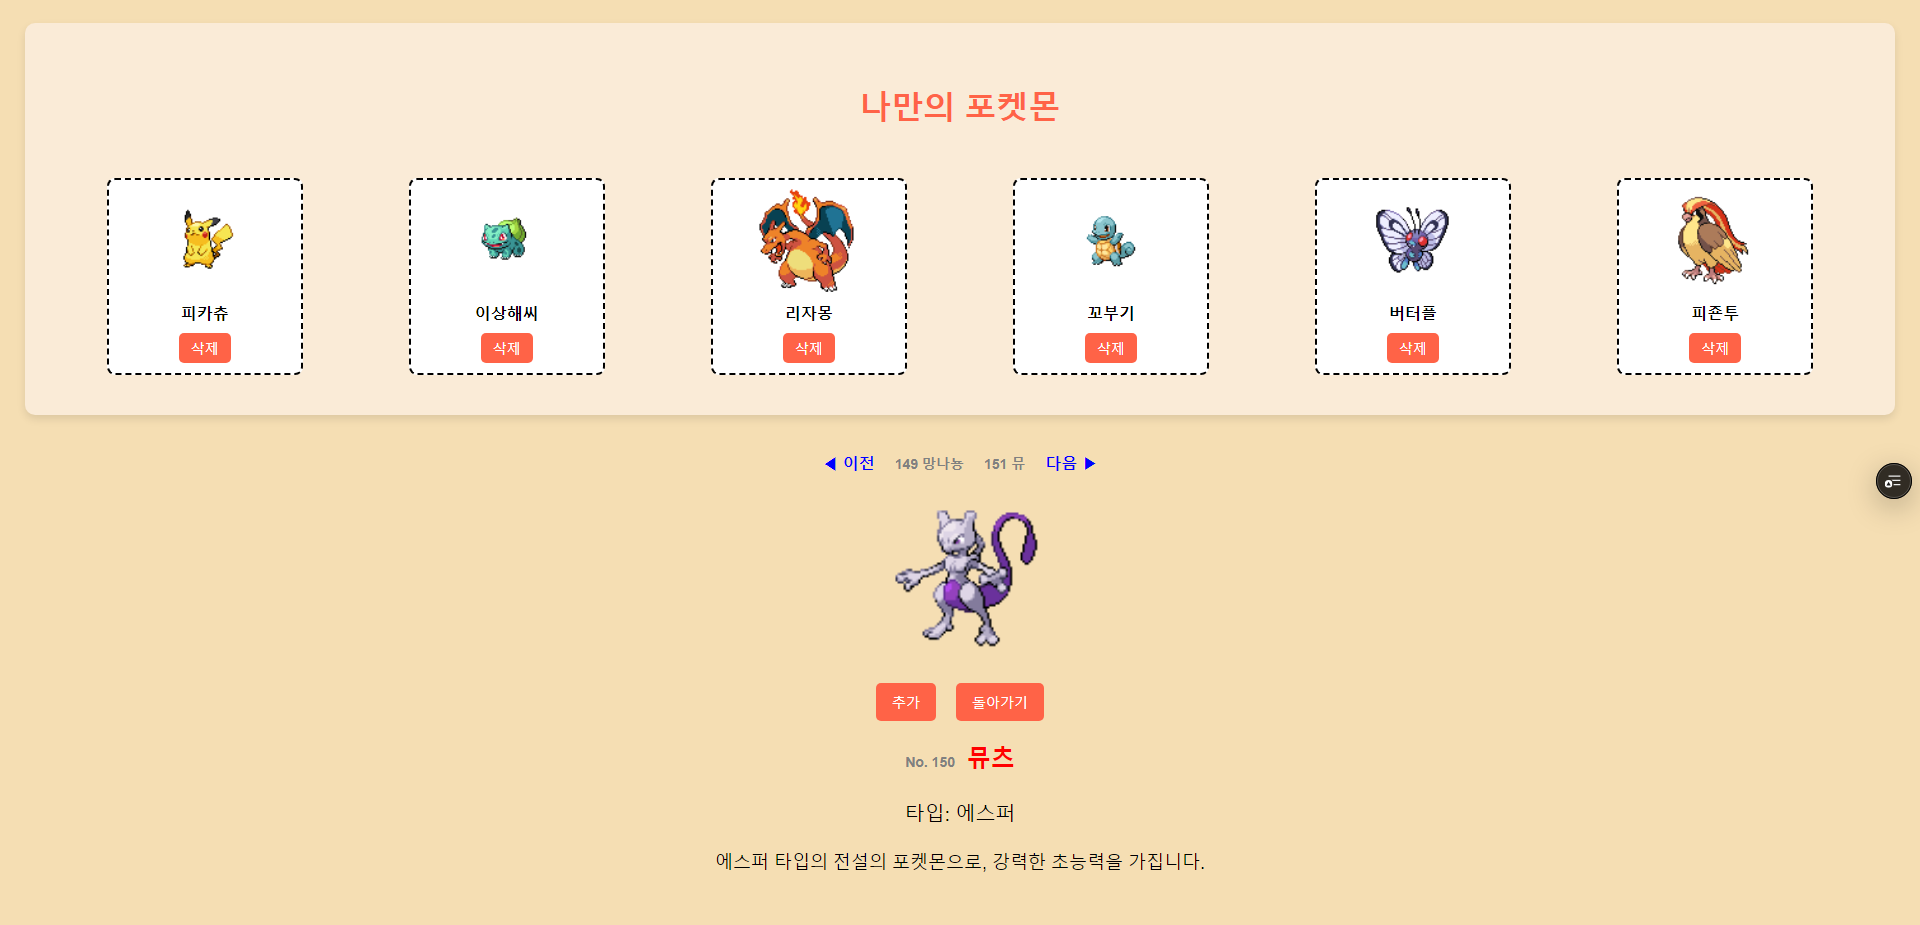 나만의 포켓몬
피카츄 이상해씨 리자몽 꼬부기 버터플 피죤투
삭제 삭제 삭제 삭제 삭제 삭제
◀ 이전 149 망나뇽 151 뮤 다음 ▶
추가 돌아가기
No. 150 뮤츠
타입: 에스퍼
에스퍼 타입의 전설의 포켓몬으로, 강력한 초능력을 가집니다.